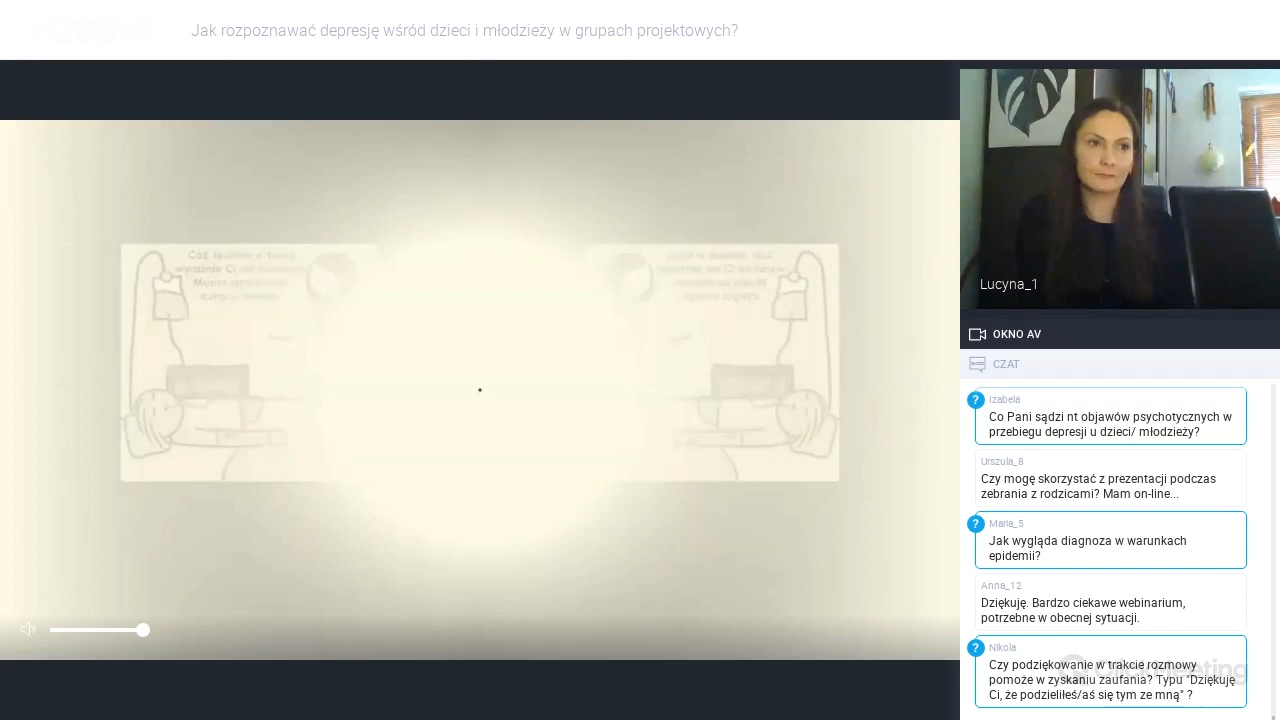 Jak rozpoznawać depresję wśród dzieci i młodzieży w grupach projektowych?
Lucyna_1
OKNO AV
CZAT
?
Izabela
Co Pani sądzi nt objawów psychotycznych w
przebiegu depresji u dzieci/ młodzieży?
Urszula_8
Czy mogę skorzystać z prezentacji podczas
zebrania z rodzicami? Mam on-line...
?
Maria_5
Jak wygląda diagnoza w warunkach
epidemii?
Anna_12
Dziękuję. Bardzo ciekawe webinarium,
potrzebne w obecnej sytuacji.
?
Nikola
Czy podziękowanie w trakcie rozmowy
pomoże w zyskaniu zaufania? Typu "Dziękuję
Ci, że podzieliłeś/aś się tym ze mną" ?
ClickMeeting